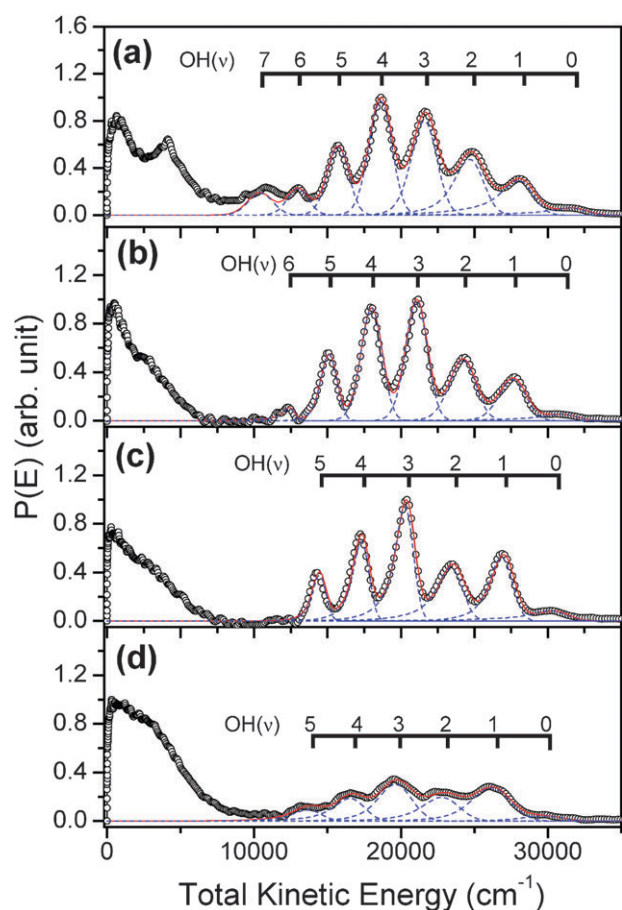 1.6
(a)
OH(ν)
7 6 5 4 3 2 1 0
1.2
0.8
0.4
0.0
(b)
OH(ν)
6 5 4 3 2 1 0
1.2
0.8
0.4
0.0
(c)
OH(ν)
5 4 3 2 1 0
1.2
0.8
0.4
0.0
(d)
OH(ν)
5 4 3 2 1 0
1.2
0.8
0.4
0.0
P(E) (arb. unit)
0 10000 20000 30000
Total Kinetic Energy (cm⁻¹)